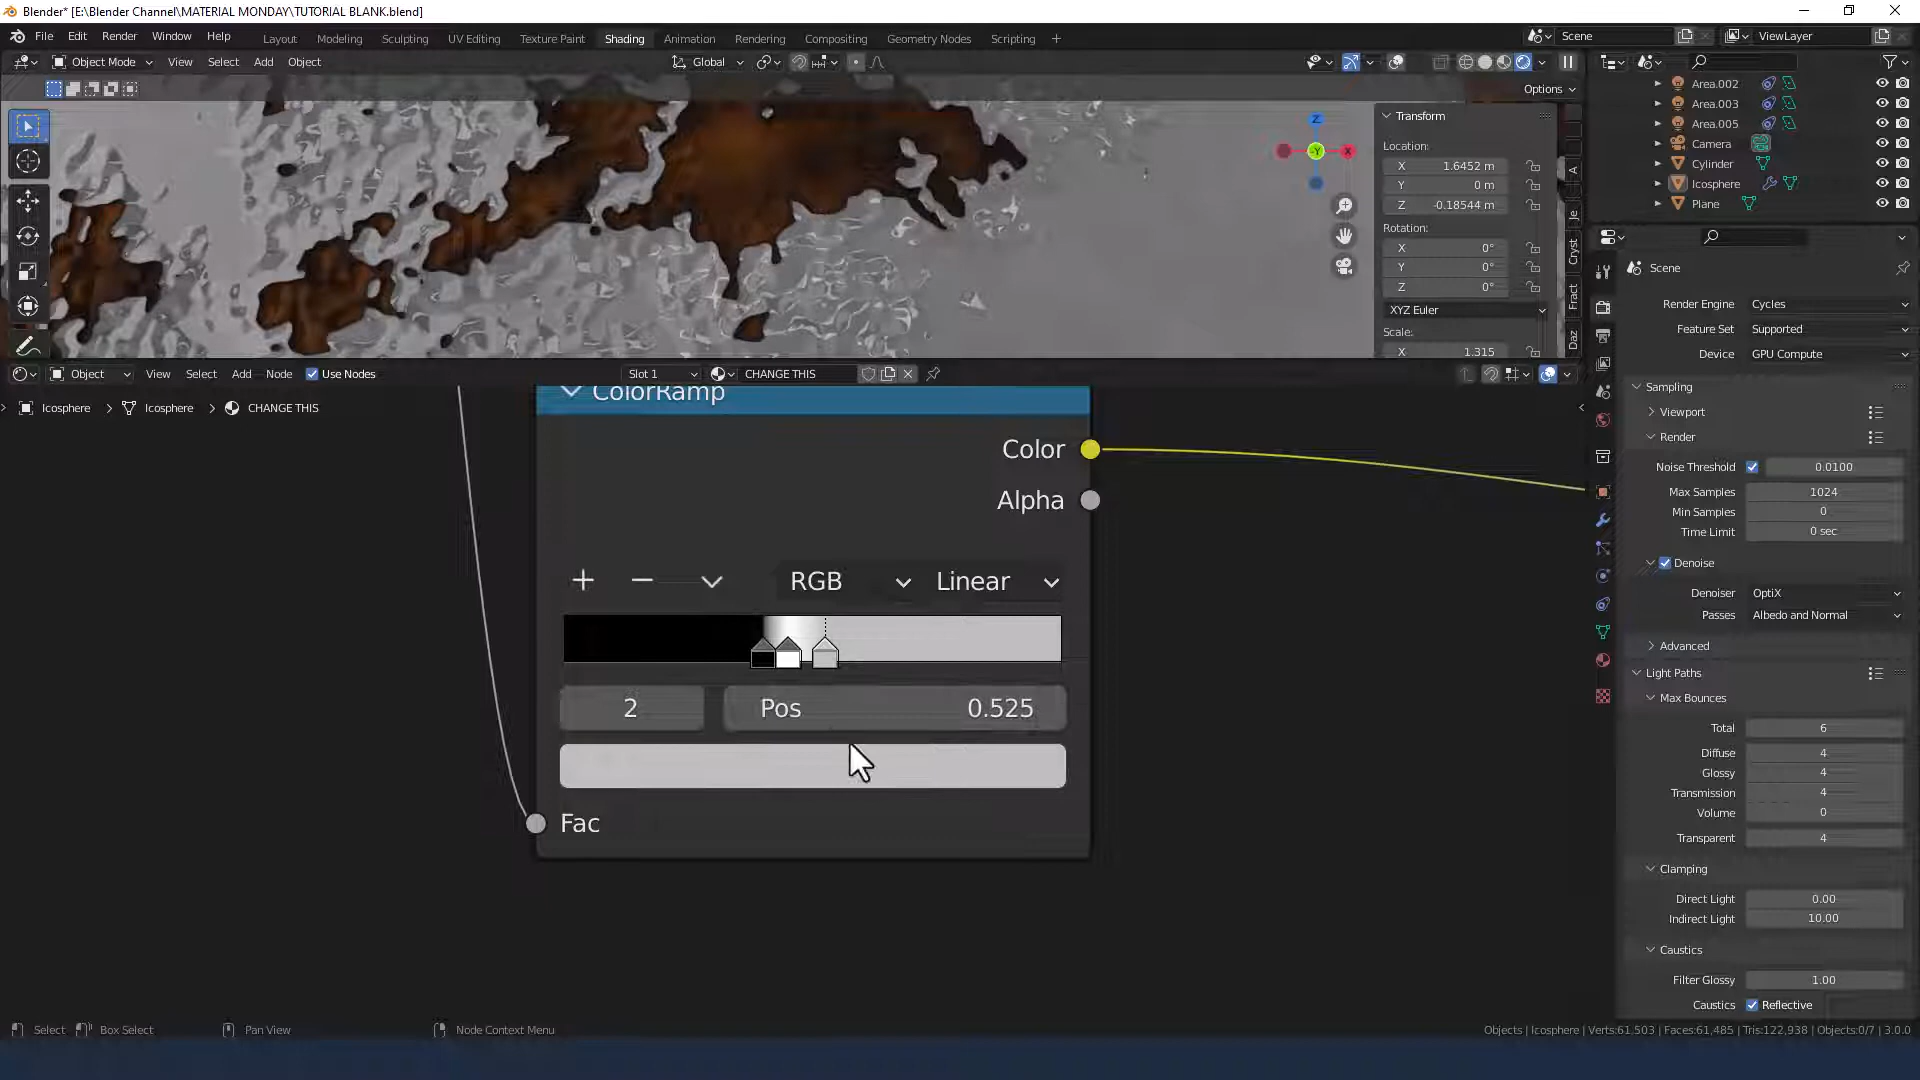 Blender* [E:\Blender Channel\MATERIAL MONDAY\TUTORIAL BLANK.blend]
File Edit Render Window Help Layout Modeling Sculpting UV Editing Texture Paint Shading Animation Rendering Compositing Geometry Nodes Scripting + Scene ViewLayer
Object Mode View Select Add Object Global
Options
Area.002
Area.003
Area.005
Camera
Cylinder
Icosphere
Plane
Z
-Y X
Transform
Location:
X 1.6452 m
Y 0 m
Z -0.18544 m
Rotation:
X 0°
Y 0°
Z 0°
XYZ Euler
Scale:
X 1.315
A
Je
Cryst
Fract
Daz
Object View Select Add Node Use Nodes Slot 1 CHANGE THIS
Icosphere > Icosphere > CHANGE THIS
ColorRamp
Color
Alpha
RGB Linear
2 Pos 0.525
Fac
Scene
Render Engine Cycles
Feature Set Supported
Device GPU Compute
Sampling
Viewport
Render
Noise Threshold 0.0100
Max Samples 1024
Min Samples 0
Time Limit 0 sec
Denoise
Denoiser OptiX
Passes Albedo and Normal
Advanced
Light Paths
Max Bounces
Total 6
Diffuse 4
Glossy 4
Transmission 4
Volume 0
Transparent 4
Clamping
Direct Light 0.00
Indirect Light 10.00
Caustics
Filter Glossy 1.00
Caustics Reflective
Select Box Select Pan View Node Context Menu Objects | Icosphere | Verts:61,503 | Faces:61,485 | Tris:122,938 | Objects:0/7 | 3.0.0